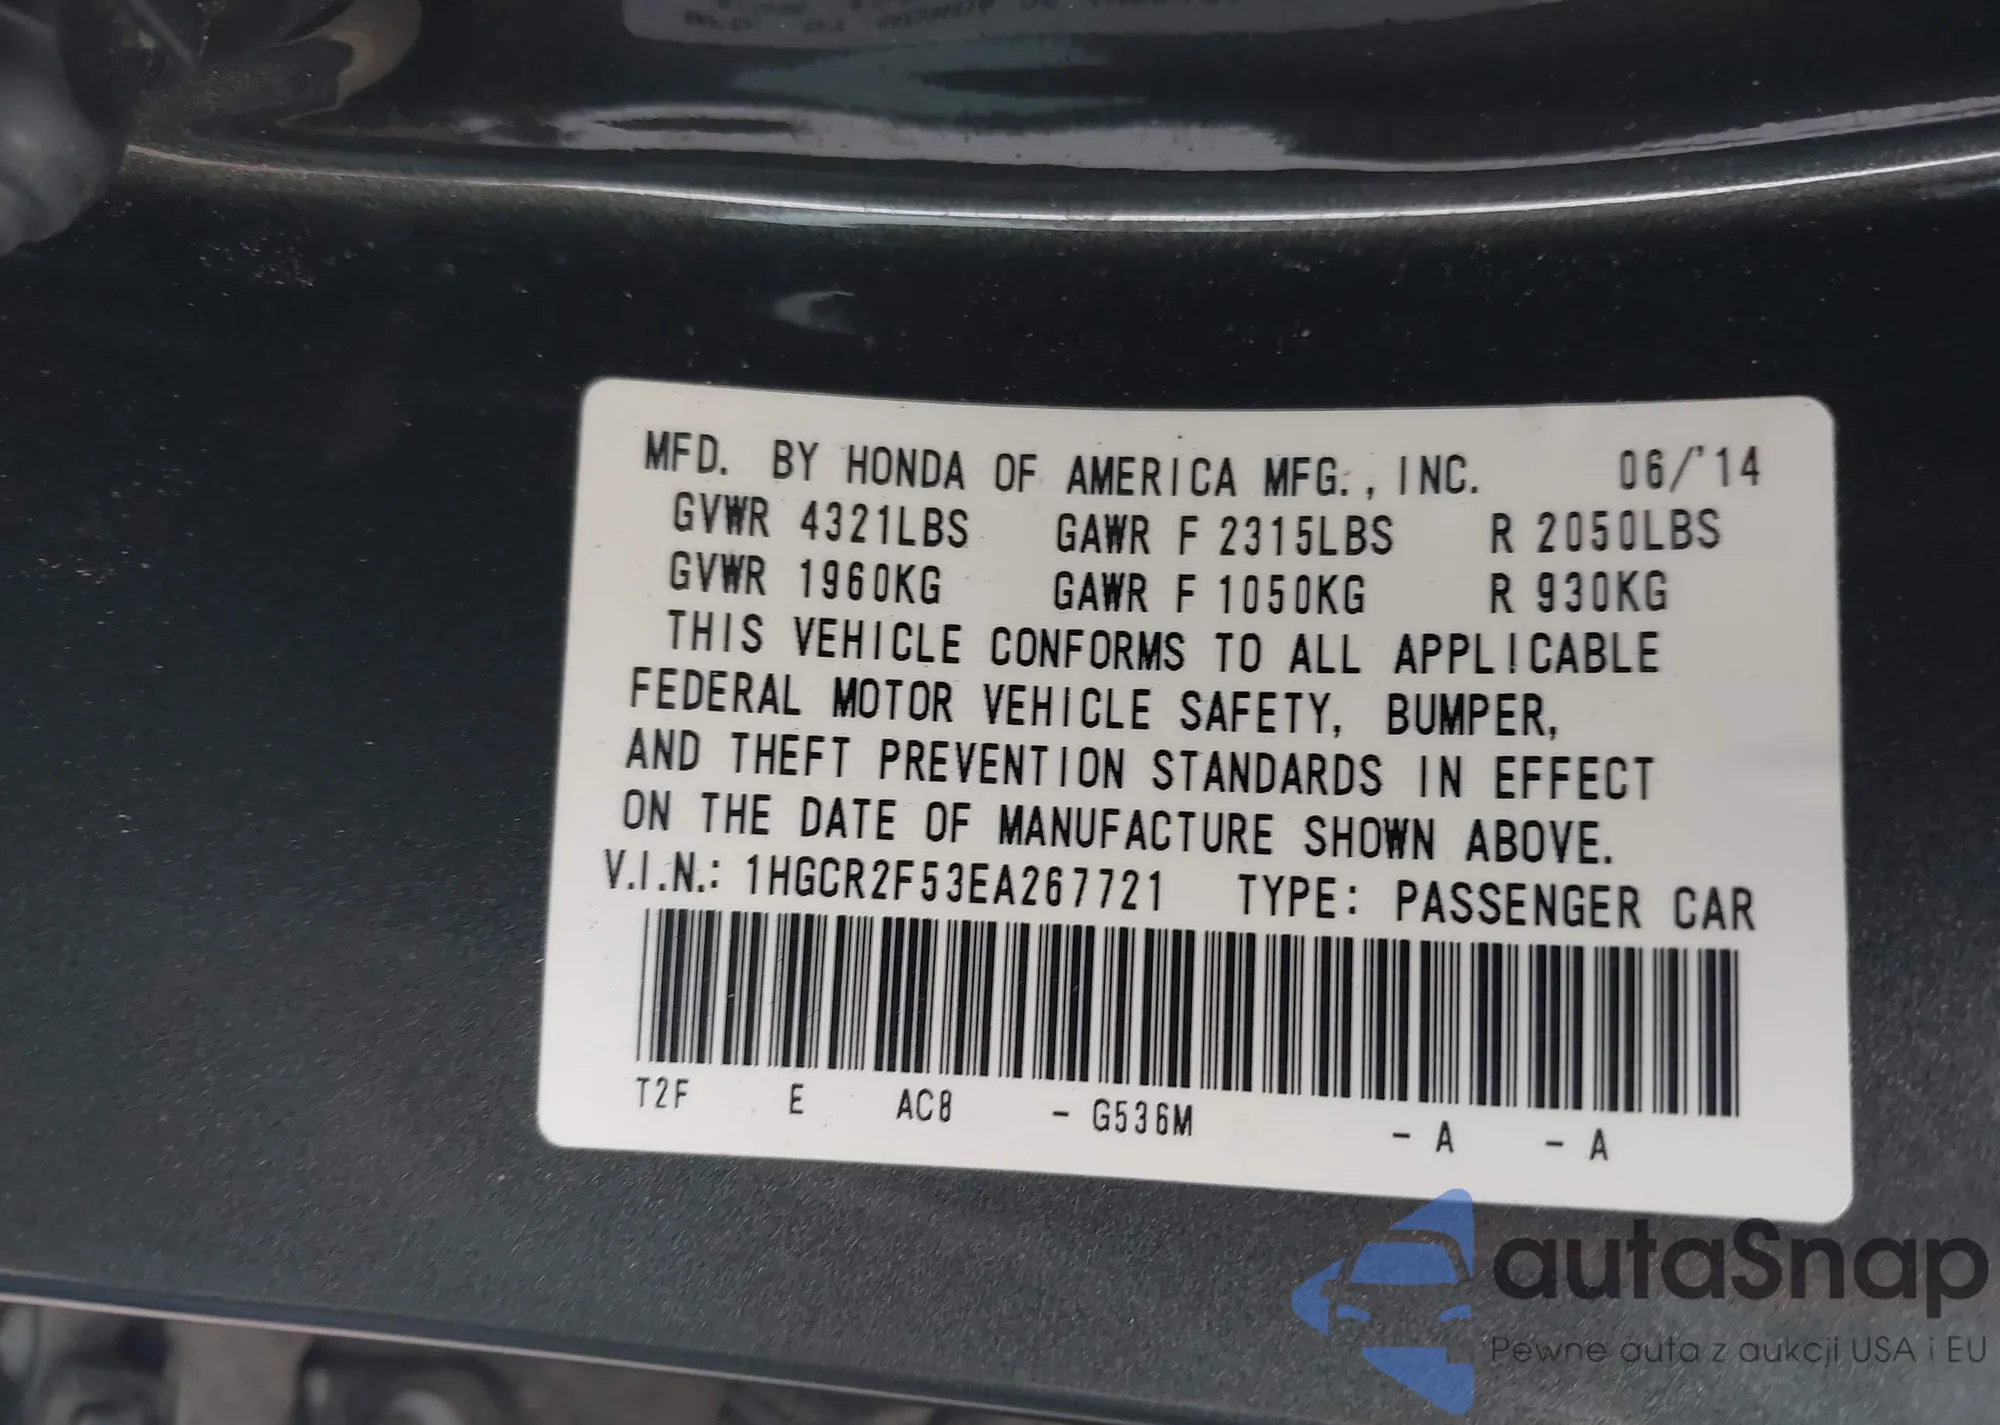 MFD. BY HONDA OF AMERICA MFG., INC. 06/'14
GVWR 4321LBS GAWR F 2315LBS R 2050LBS
GVWR 1960KG GAWR F 1050KG R 930KG
THIS VEHICLE CONFORMS TO ALL APPLICABLE
FEDERAL MOTOR VEHICLE SAFETY, BUMPER,
AND THEFT PREVENTION STANDARDS IN EFFECT
ON THE DATE OF MANUFACTURE SHOWN ABOVE.
V.I.N.: 1HGCR2F53EA267721 TYPE: PASSENGER CAR
T2F E AC8 - G536M - A - A
autaSnap
Pewne auta z aukcji USA i EU